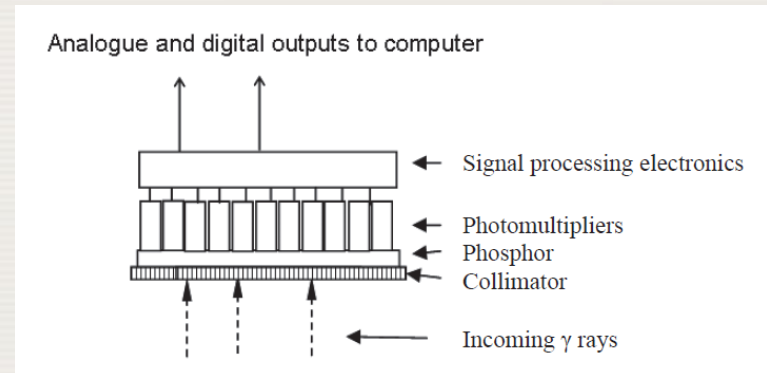 Analogue and digital outputs to computer
Signal processing electronics
Photomultipliers
Phosphor
Collimator
Incoming γ rays